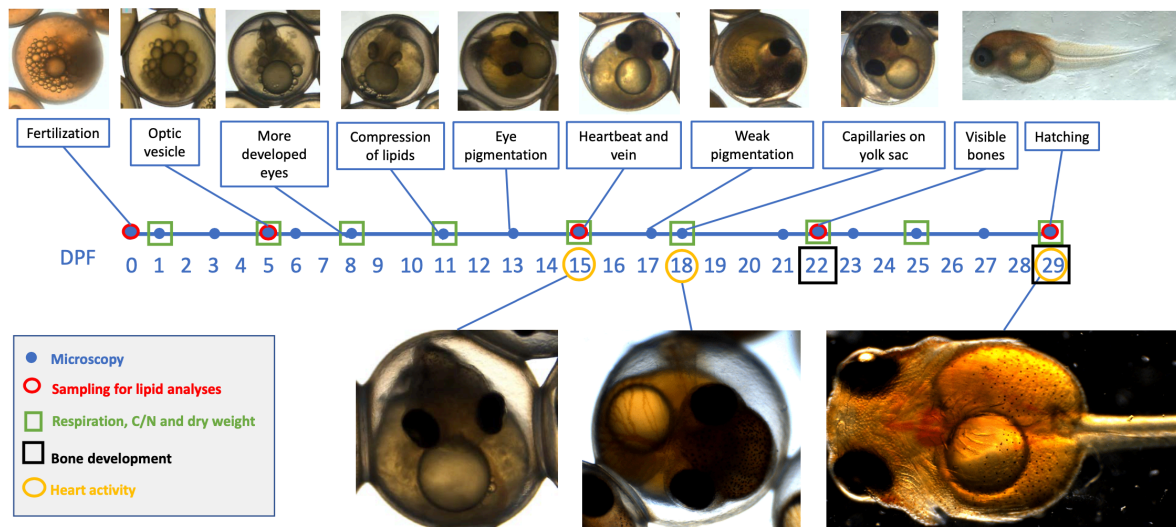 Fertilization
Optic
vesicle
More
developed
eyes
Compression
of lipids
Eye
pigmentation
Heartbeat and
vein
Weak
pigmentation
Capillaries on
yolk sac
Visible
bones
Hatching
DPF
0 1 2 3 4 5 6 7 8 9 10 11 12 13 14 15 16 17 18 19 20 21 22 23 24 25 26 27 28 29
Microscopy
Sampling for lipid analyses
Respiration, C/N and dry weight
Bone development
Heart activity